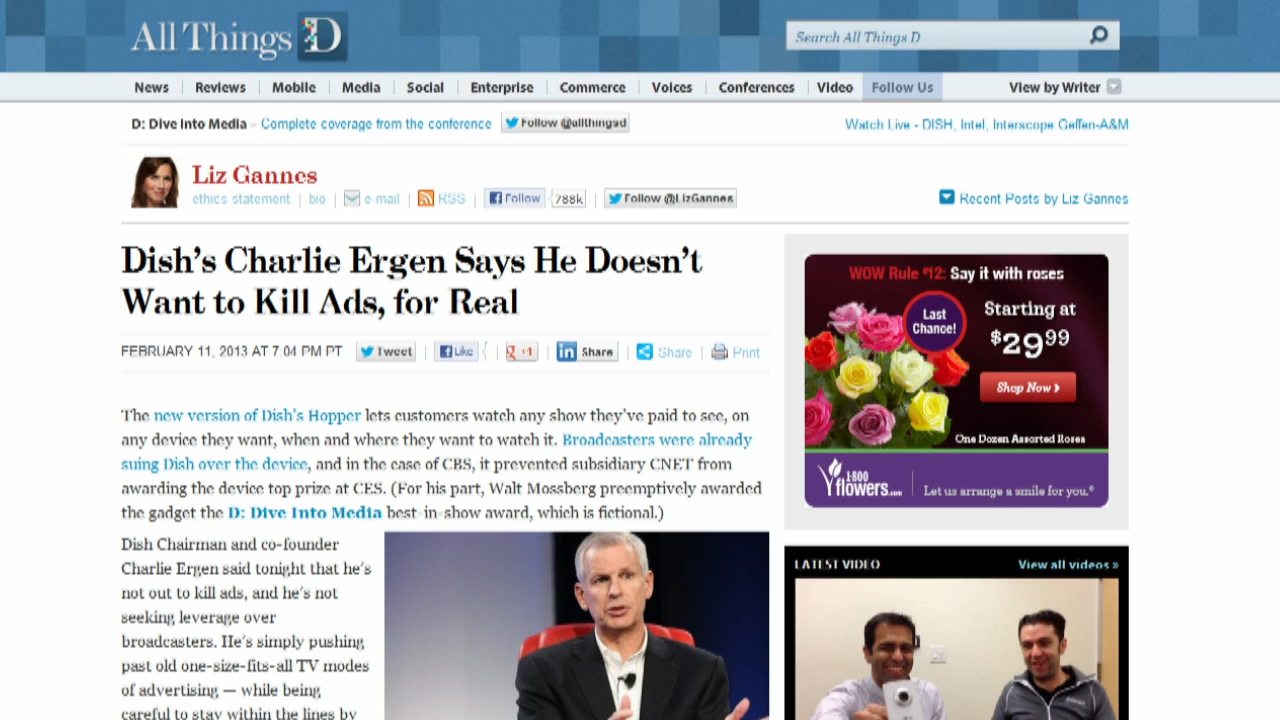 All Things D
Search All Things D
News Reviews Mobile Media Social Enterprise Commerce Voices Conferences Video Follow Us View by Writer
D: Dive Into Media – Complete coverage from the conference Follow @allthingsd Watch Live - DISH, Intel, Interscope Geffen-A&M
Liz Gannes
ethics statement | bio | e-mail | RSS | Follow 788k | Follow @LizGannes Recent Posts by Liz Gannes
Dish's Charlie Ergen Says He Doesn't
Want to Kill Ads, for Real
FEBRUARY 11, 2013 AT 7:04 PM PT Tweet | Like | g +1 | in Share | Share | Print
The new version of Dish's Hopper lets customers watch any show they've paid to see, on
any device they want, when and where they want to watch it. Broadcasters were already
suing Dish over the device, and in the case of CBS, it prevented subsidiary CNET from
awarding the device top prize at CES. (For his part, Walt Mossberg preemptively awarded
the gadget the D: Dive Into Media best-in-show award, which is fictional.)
Dish Chairman and co-founder
Charlie Ergen said tonight that he's
not out to kill ads, and he's not
seeking leverage over
broadcasters. He's simply pushing
past old one-size-fits-all TV modes
of advertising — while being
careful to stay within the lines by
WOW Rule #12: Say it with roses
Last
Chance!
Starting at
$29 99
Shop Now ›
One Dozen Assorted Roses
1·800
flowers.com
Let us arrange a smile for you.®
LATEST VIDEO View all videos »